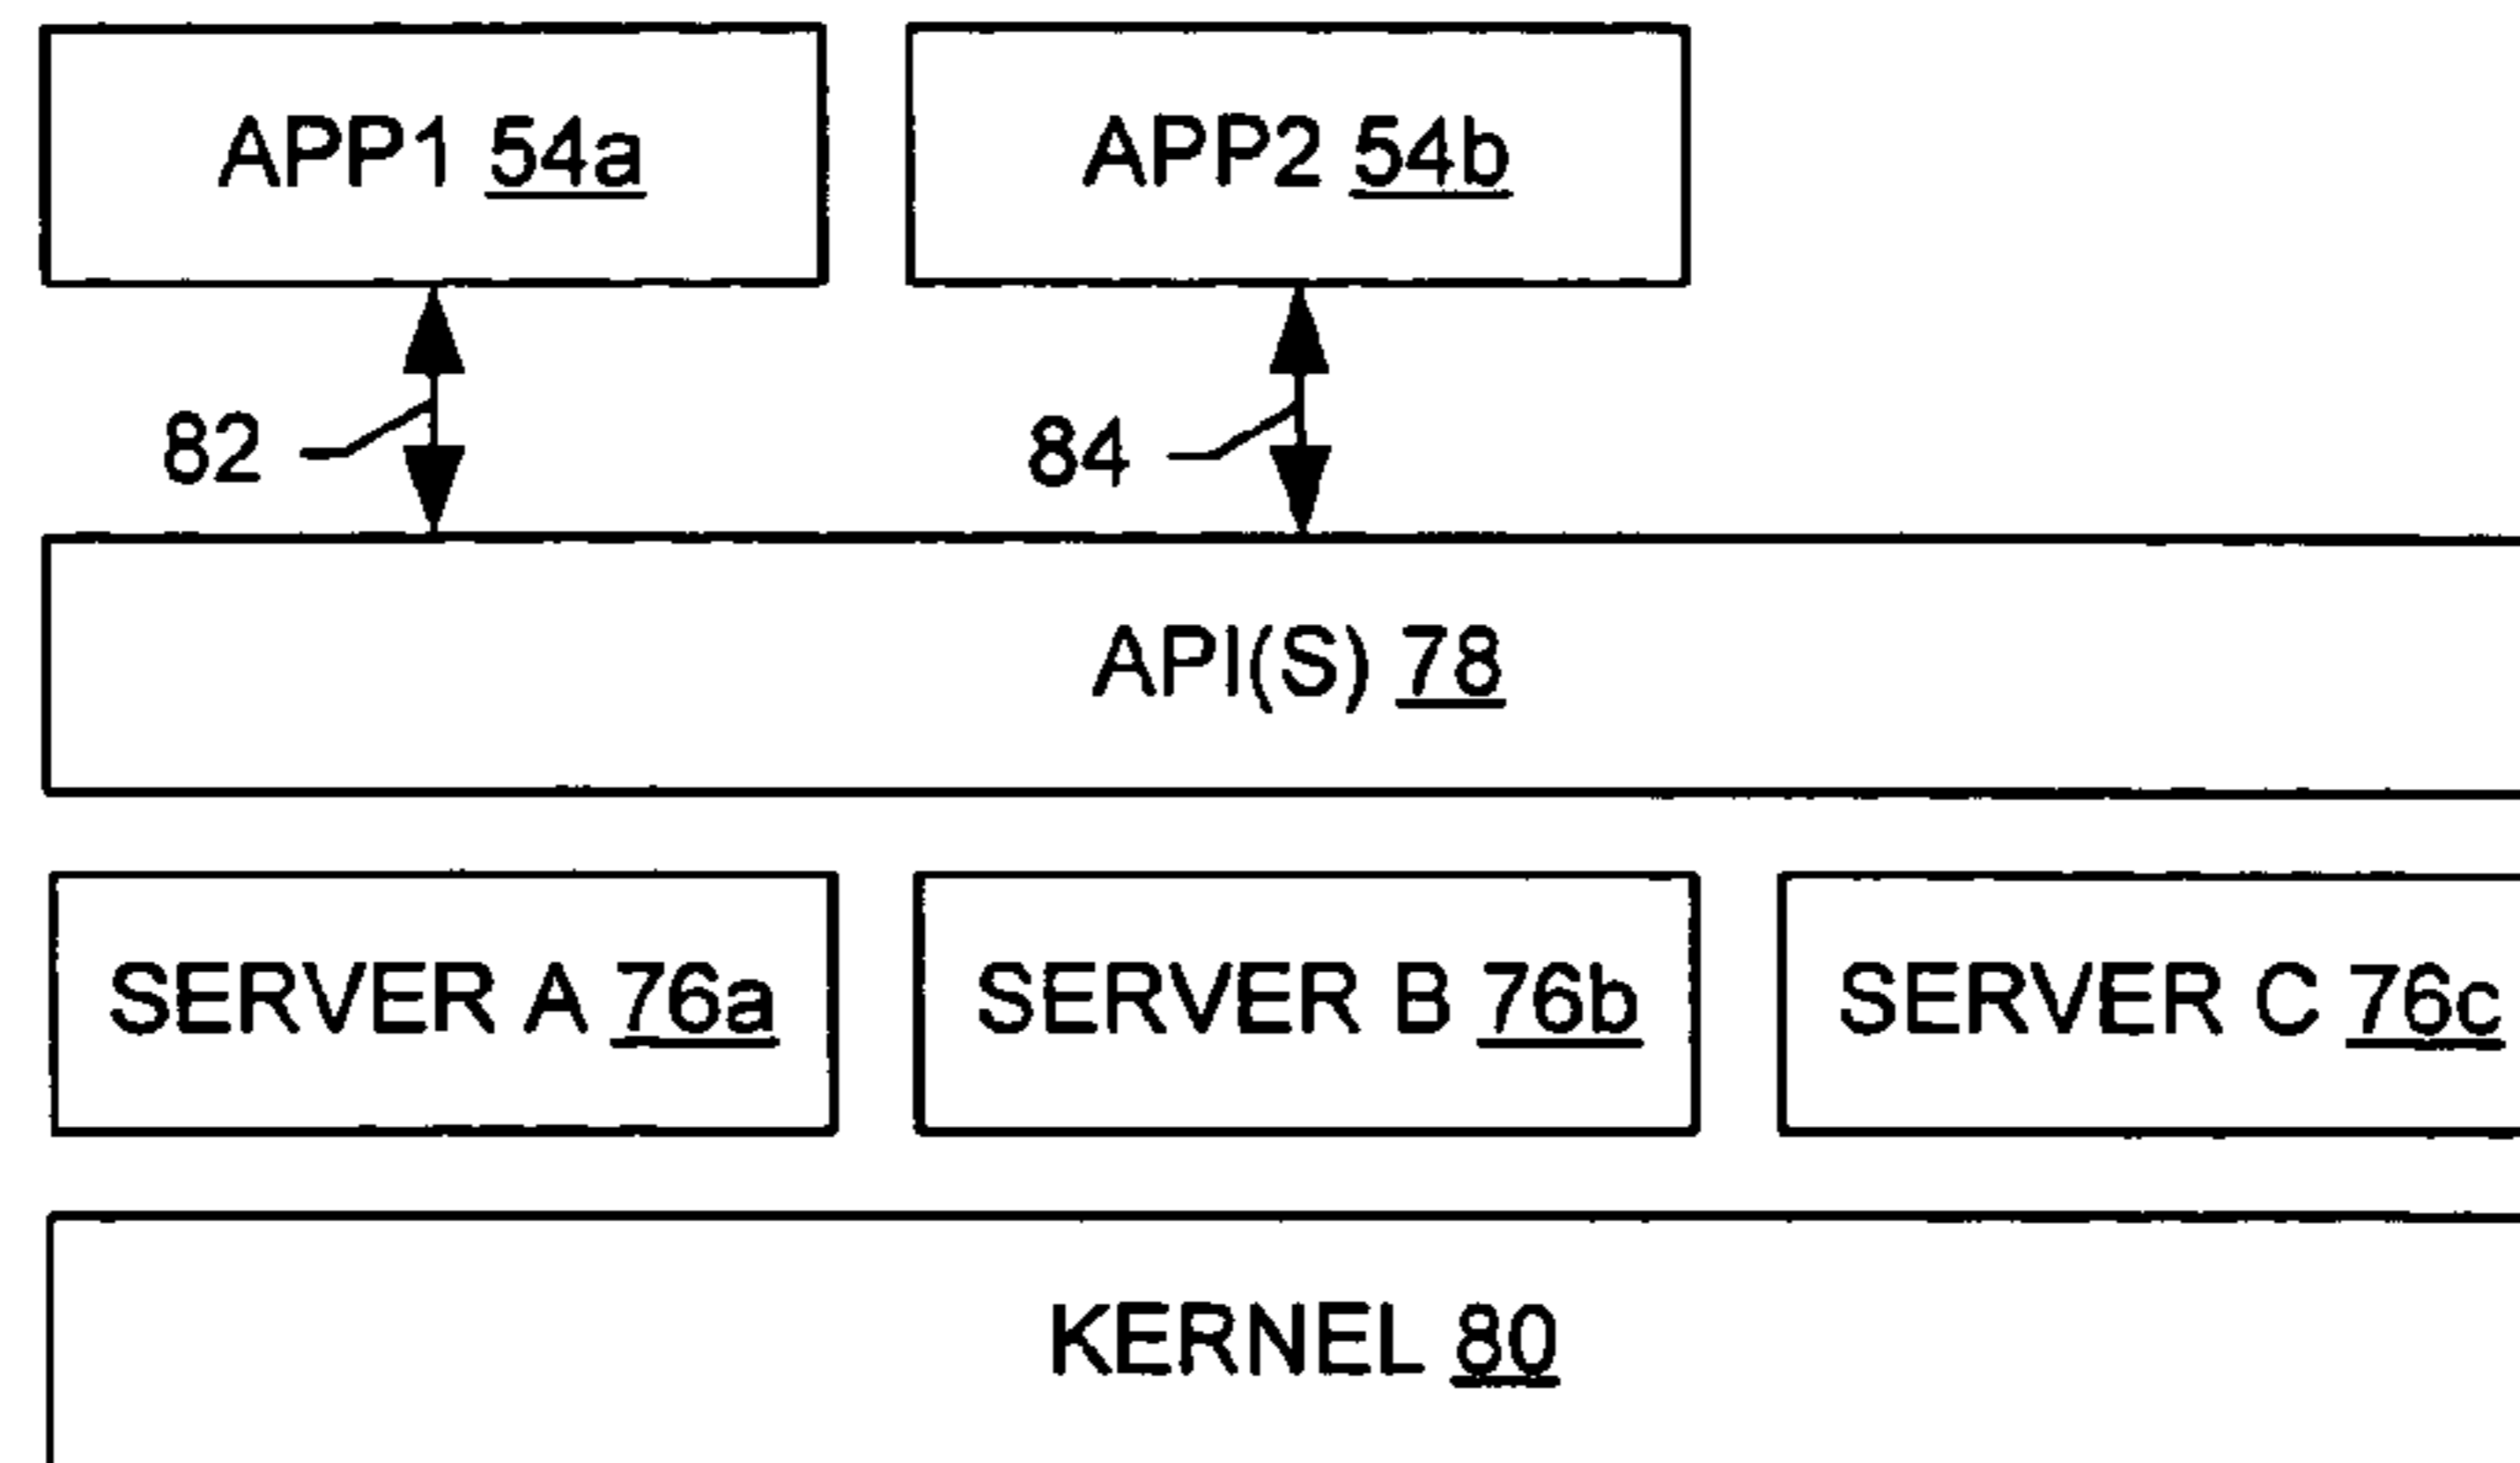 APP1 54a
APP2 54b
82
84
API(S) 78
SERVER A 76a
SERVER B 76b
SERVER C 76c
KERNEL 80